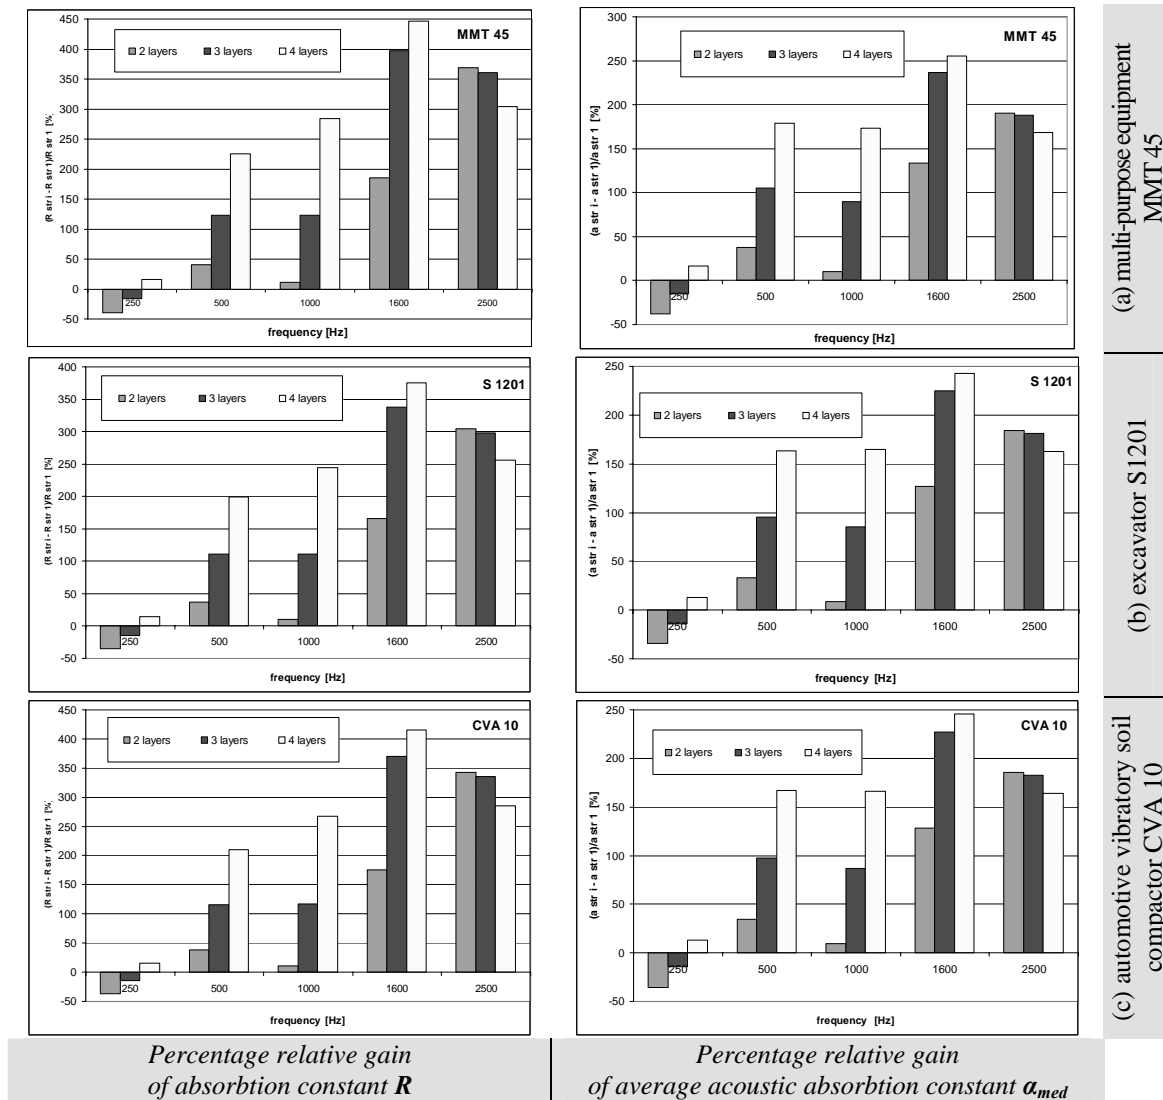 MMT 45
2 layers 3 layers 4 layers
450
400
350
300
250
200
150
100
50
0
-50
(R str i - R str 1)/R str 1 [%]
250 500 1000 1600 2500
frequency [Hz]
MMT 45
2 layers 3 layers 4 layers
300
250
200
150
100
50
0
-50
(a str i - a str 1)/a str 1 [%]
250 500 1000 1600 2500
frequency [Hz]
(a) multi-purpose equipment
MMT 45
S 1201
2 layers 3 layers 4 layers
400
350
300
250
200
150
100
50
0
-50
(R str i - R str 1)/R str 1 [%]
250 500 1000 1600 2500
frequency [Hz]
S 1201
2 layers 3 layers 4 layers
250
200
150
100
50
0
-50
(a str i - a str 1)/a str 1 [%]
250 500 1000 1600 2500
frequency [Hz]
(b) excavator S1201
CVA 10
2 layers 3 layers 4 layers
450
400
350
300
250
200
150
100
50
0
-50
(R str i - R str 1)/R str 1 [%]
250 500 1000 1600 2500
frequency [Hz]
CVA 10
2 layers 3 layers 4 layers
250
200
150
100
50
0
-50
(a str i - a str 1)/a str 1 [%]
250 500 1000 1600 2500
frequency [Hz]
(c) automotive vibratory soil
compactor CVA 10
Percentage relative gain
of absorbtion constant R
Percentage relative gain
of average acoustic absorbtion constant α_med